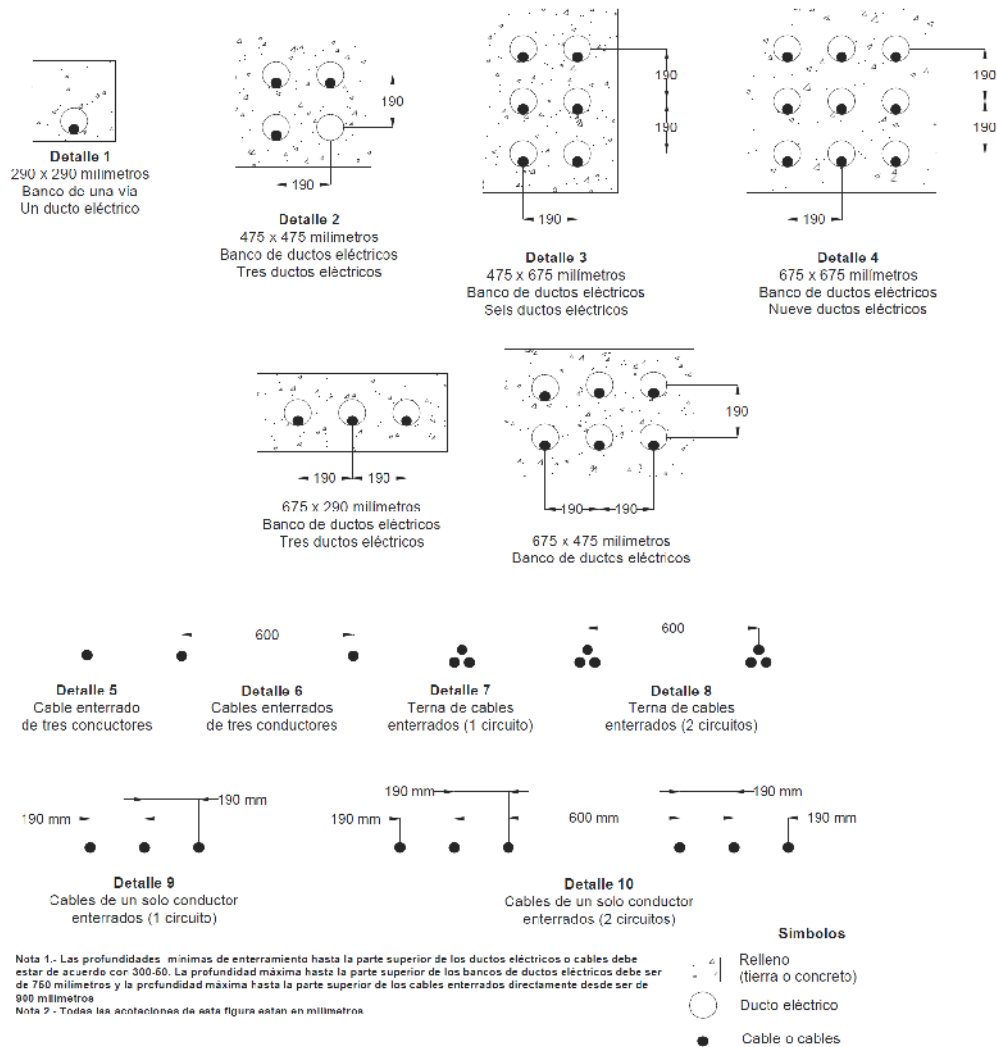 190
190
190
190
190
190
190
190
190
Detalle 1
290 x 290 milimetros
Banco de una vía
Un ducto eléctrico
Detalle 2
475 x 475 milimetros
Banco de ductos eléctricos
Tres ductos eléctricos
Detalle 3
475 x 675 milímetros
Banco de ductos eléctricos
Seis ductos eléctricos
Detalle 4
675 x 675 milímetros
Banco de ductos eléctricos
Nueve ductos eléctricos
190
190
675 x 290 milímetros
Banco de ductos eléctricos
Tres ductos eléctricos
190
190
190
675 x 475 milímetros
Banco de ductos eléctricos
600
600
Detalle 5
Cable enterrado
de tres conductores
Detalle 6
Cables enterrados
de tres conductores
Detalle 7
Terna de cables
enterrados (1 circuito)
Detalle 8
Terna de cables
enterrados (2 circuitos)
190 mm
190 mm
Detalle 9
Cables de un solo conductor
enterrados (1 circuito)
190 mm
190 mm
190 mm
600 mm
190 mm
Detalle 10
Cables de un solo conductor
enterrados (2 circuitos)
Nota 1.- Las profundidades minimas de enterramiento hasta la parte superior de los ductos eléctricos o cables debe
estar de acuerdo con 300-50. La profundidad máxima hasta la parte superior de los bancos de ductos eléctricos debe ser
de 750 milimetros y la profundidad máxima hasta la parte superior de los cables enterrados directamente desde ser de
900 milimetros
Nota 2 - Todas las acotaciones de esta figura estan en milimetros
Simbolos
Relleno
(tierra o concreto)
Ducto eléctrico
Cable o cables